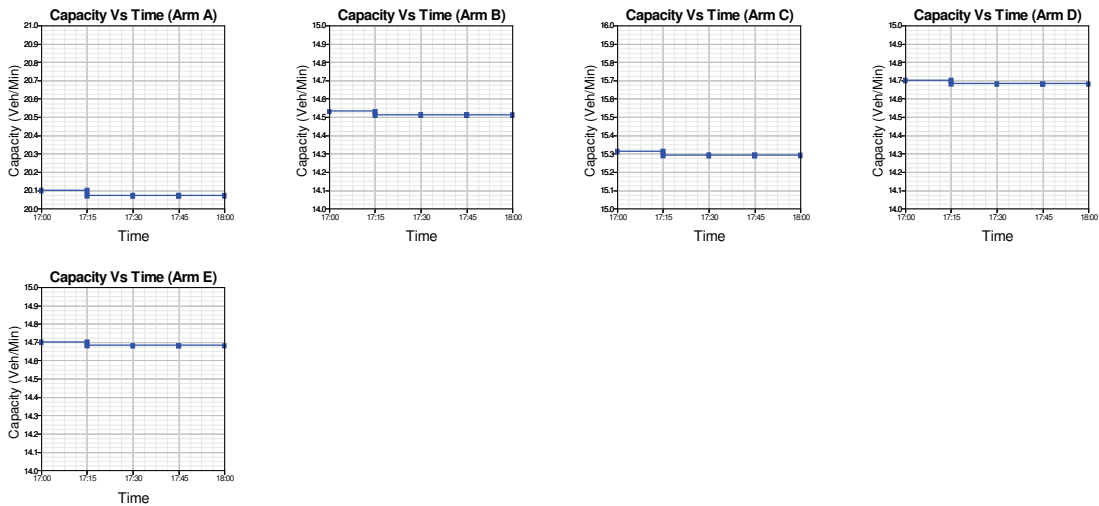 Capacity Vs Time (Arm A)
Capacity (Veh/Min)
21.0
20.9
20.8
20.7
20.6
20.5
20.4
20.3
20.2
20.1
20.0
17:00 17:15 17:30 17:45 18:00
Time
Capacity Vs Time (Arm B)
Capacity (Veh/Min)
15.0
14.9
14.8
14.7
14.6
14.5
14.4
14.3
14.2
14.1
14.0
17:00 17:15 17:30 17:45 18:00
Time
Capacity Vs Time (Arm C)
Capacity (Veh/Min)
16.0
15.9
15.8
15.7
15.6
15.5
15.4
15.3
15.2
15.1
15.0
17:00 17:15 17:30 17:45 18:00
Time
Capacity Vs Time (Arm D)
Capacity (Veh/Min)
15.0
14.9
14.8
14.7
14.6
14.5
14.4
14.3
14.2
14.1
14.0
17:00 17:15 17:30 17:45 18:00
Time
Capacity Vs Time (Arm E)
Capacity (Veh/Min)
15.0
14.9
14.8
14.7
14.6
14.5
14.4
14.3
14.2
14.1
14.0
17:00 17:15 17:30 17:45 18:00
Time